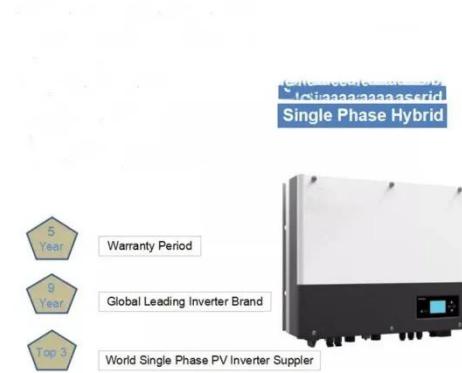 Single Phase Hybrid
5
Year
Warranty Period
9
Year
Global Leading Inverter Brand
Top 3
World Single Phase PV Inverter Suppler